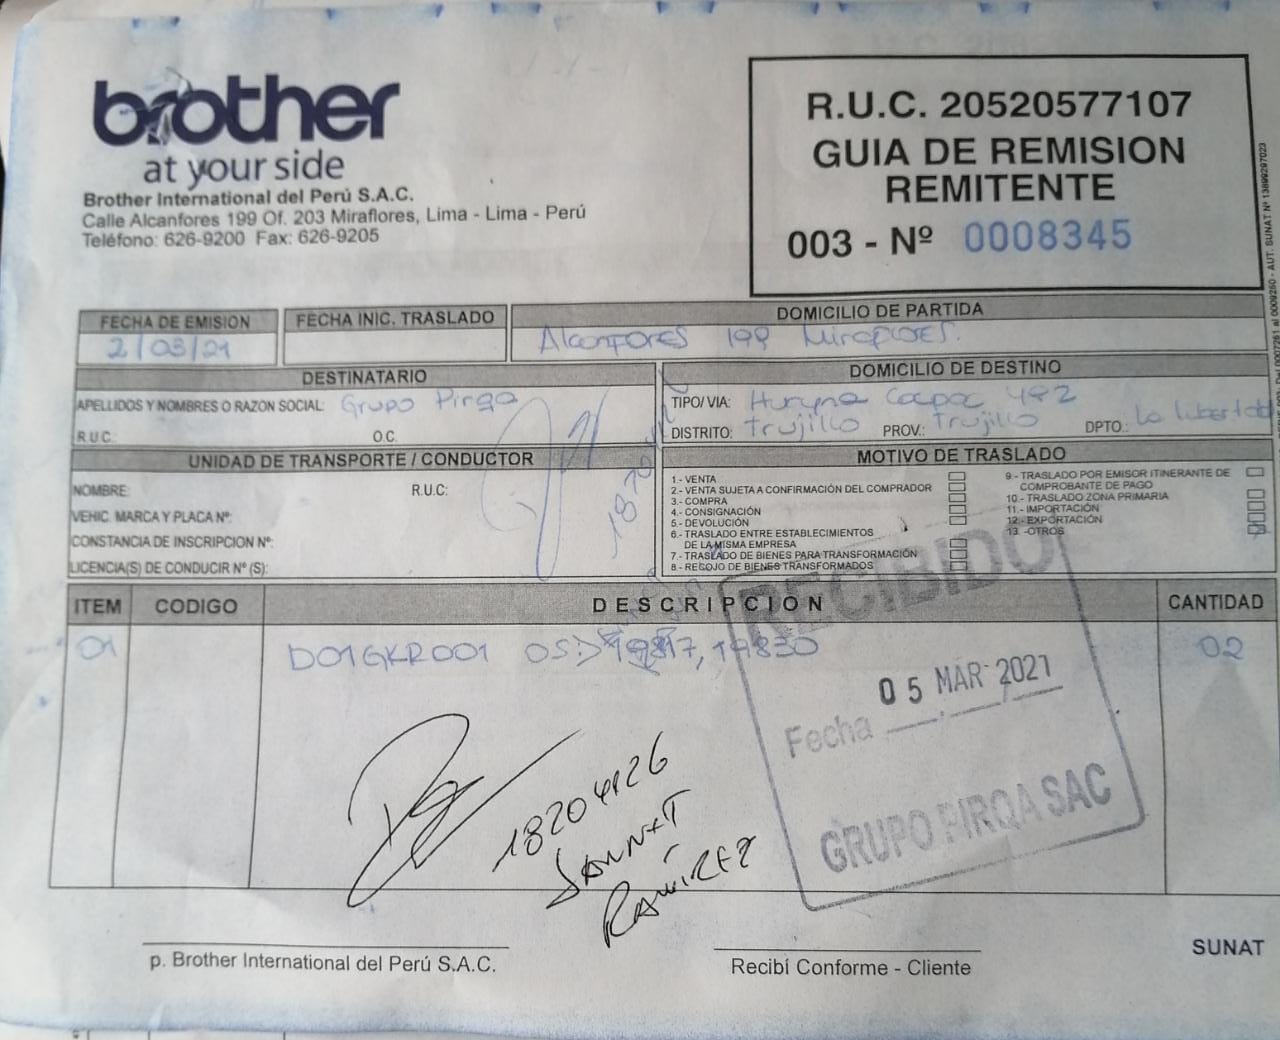 brother
at your side
Brother International del Perú S.A.C.
Calle Alcanfores 199 Of. 203 Miraflores, Lima - Lima - Perú
Teléfono: 626-9200 Fax: 626-9205
R.U.C. 20520577107
GUIA DE REMISION
REMITENTE
003 - Nº 0008345
FECHA DE EMISION
2/03/21
FECHA INIC. TRASLADO
DOMICILIO DE PARTIDA
Alcanfores 199 Miraflores.
DESTINATARIO
APELLIDOS Y NOMBRES O RAZON SOCIAL: Grupo Pirqa
R.U.C.: O.C.
DOMICILIO DE DESTINO
TIPO/ VIA: Huayna Capac 482
DISTRITO: Trujillo PROV.: Trujillo DPTO.: La libertad
UNIDAD DE TRANSPORTE / CONDUCTOR
NOMBRE: R.U.C:
VEHIC. MARCA Y PLACA Nº:
CONSTANCIA DE INSCRIPCION Nº:
LICENCIA(S) DE CONDUCIR Nº (S):
MOTIVO DE TRASLADO
1.- VENTA
2.- VENTA SUJETA A CONFIRMACIÓN DEL COMPRADOR
3.- COMPRA
4.- CONSIGNACIÓN
5.- DEVOLUCIÓN
6.- TRASLADO ENTRE ESTABLECIMIENTOS
DE LA MISMA EMPRESA
7.- TRASLADO DE BIENES PARA TRANSFORMACIÓN
8.- RECOJO DE BIENES TRANSFORMADOS
9.- TRASLADO POR EMISOR ITINERANTE DE
COMPROBANTE DE PAGO
10.- TRASLADO ZONA PRIMARIA
11.- IMPORTACIÓN
12.- EXPORTACIÓN
13.-OTROS
ITEM CODIGO DESCRIPCION CANTIDAD
01 D01GKR001 OS: 19830 02
RECIBIDO
05 MAR 2021
Fecha
GRUPO PIRQA SAC
18204126
RAMÍREZ
p. Brother International del Perú S.A.C.
Recibí Conforme - Cliente
SUNAT